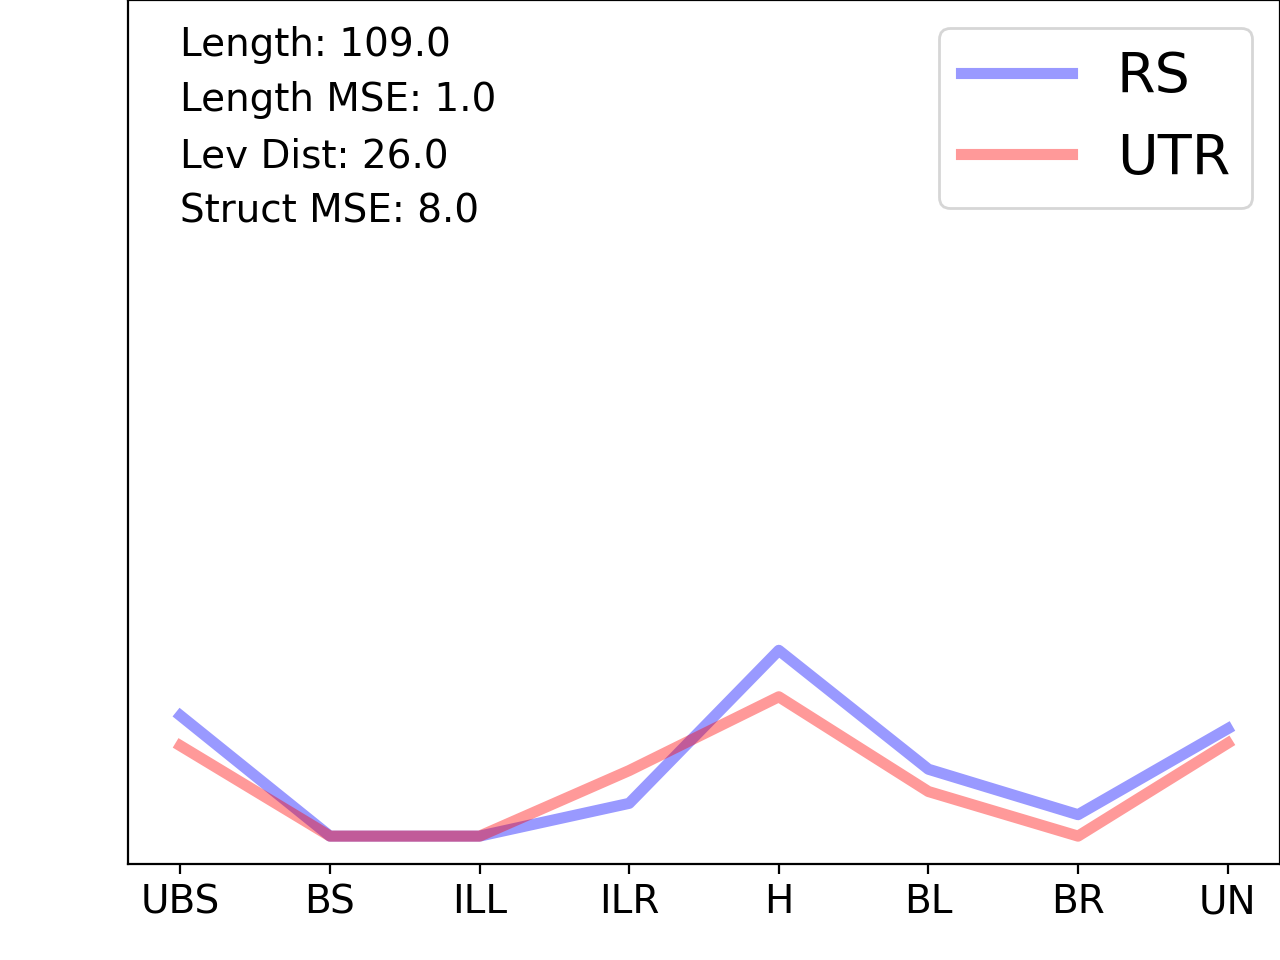 Length: 109.0
Length MSE: 1.0
Lev Dist: 26.0
Struct MSE: 8.0
RS
UTR
UBS BS ILL ILR H BL BR UN